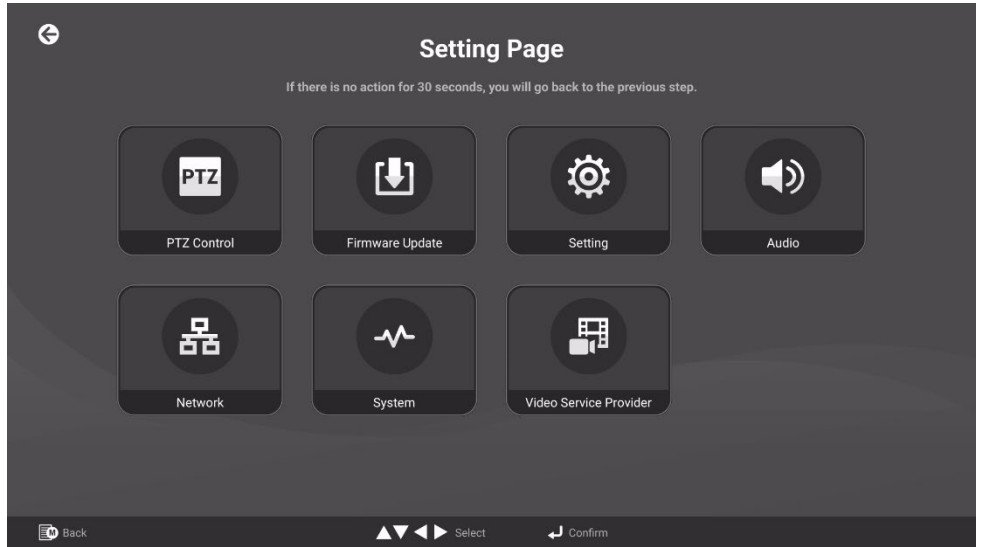 Setting Page
If there is no action for 30 seconds, you will go back to the previous step.
PTZ
PTZ Control
Firmware Update
Setting
Audio
Network
System
Video Service Provider
M Back
Select
Confirm